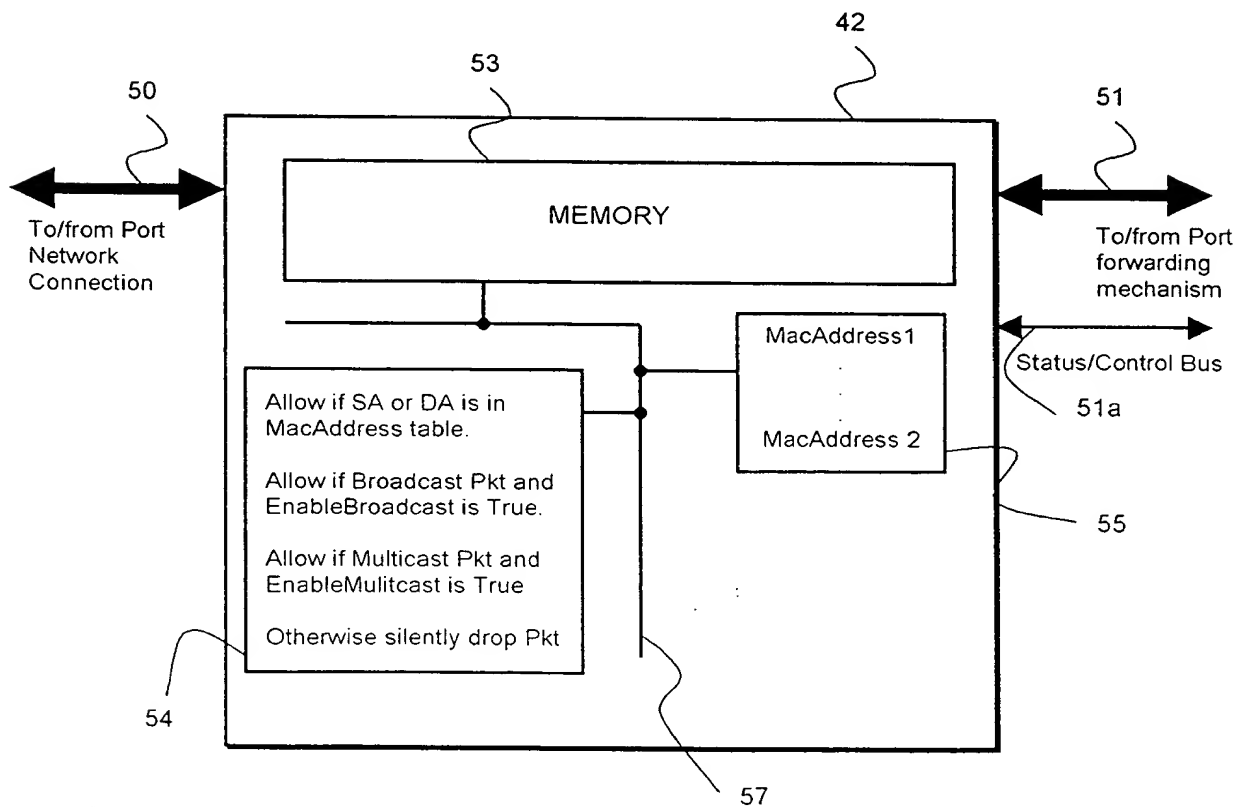 42
53
50
51
MEMORY
To/from Port
Network
Connection
To/from Port
forwarding
mechanism
MacAddress1
MacAddress 2
Status/Control Bus
51a
Allow if SA or DA is in
MacAddress table.
Allow if Broadcast Pkt and
EnableBroadcast is True.
Allow if Multicast Pkt and
EnableMulitcast is True
Otherwise silently drop Pkt
55
54
57